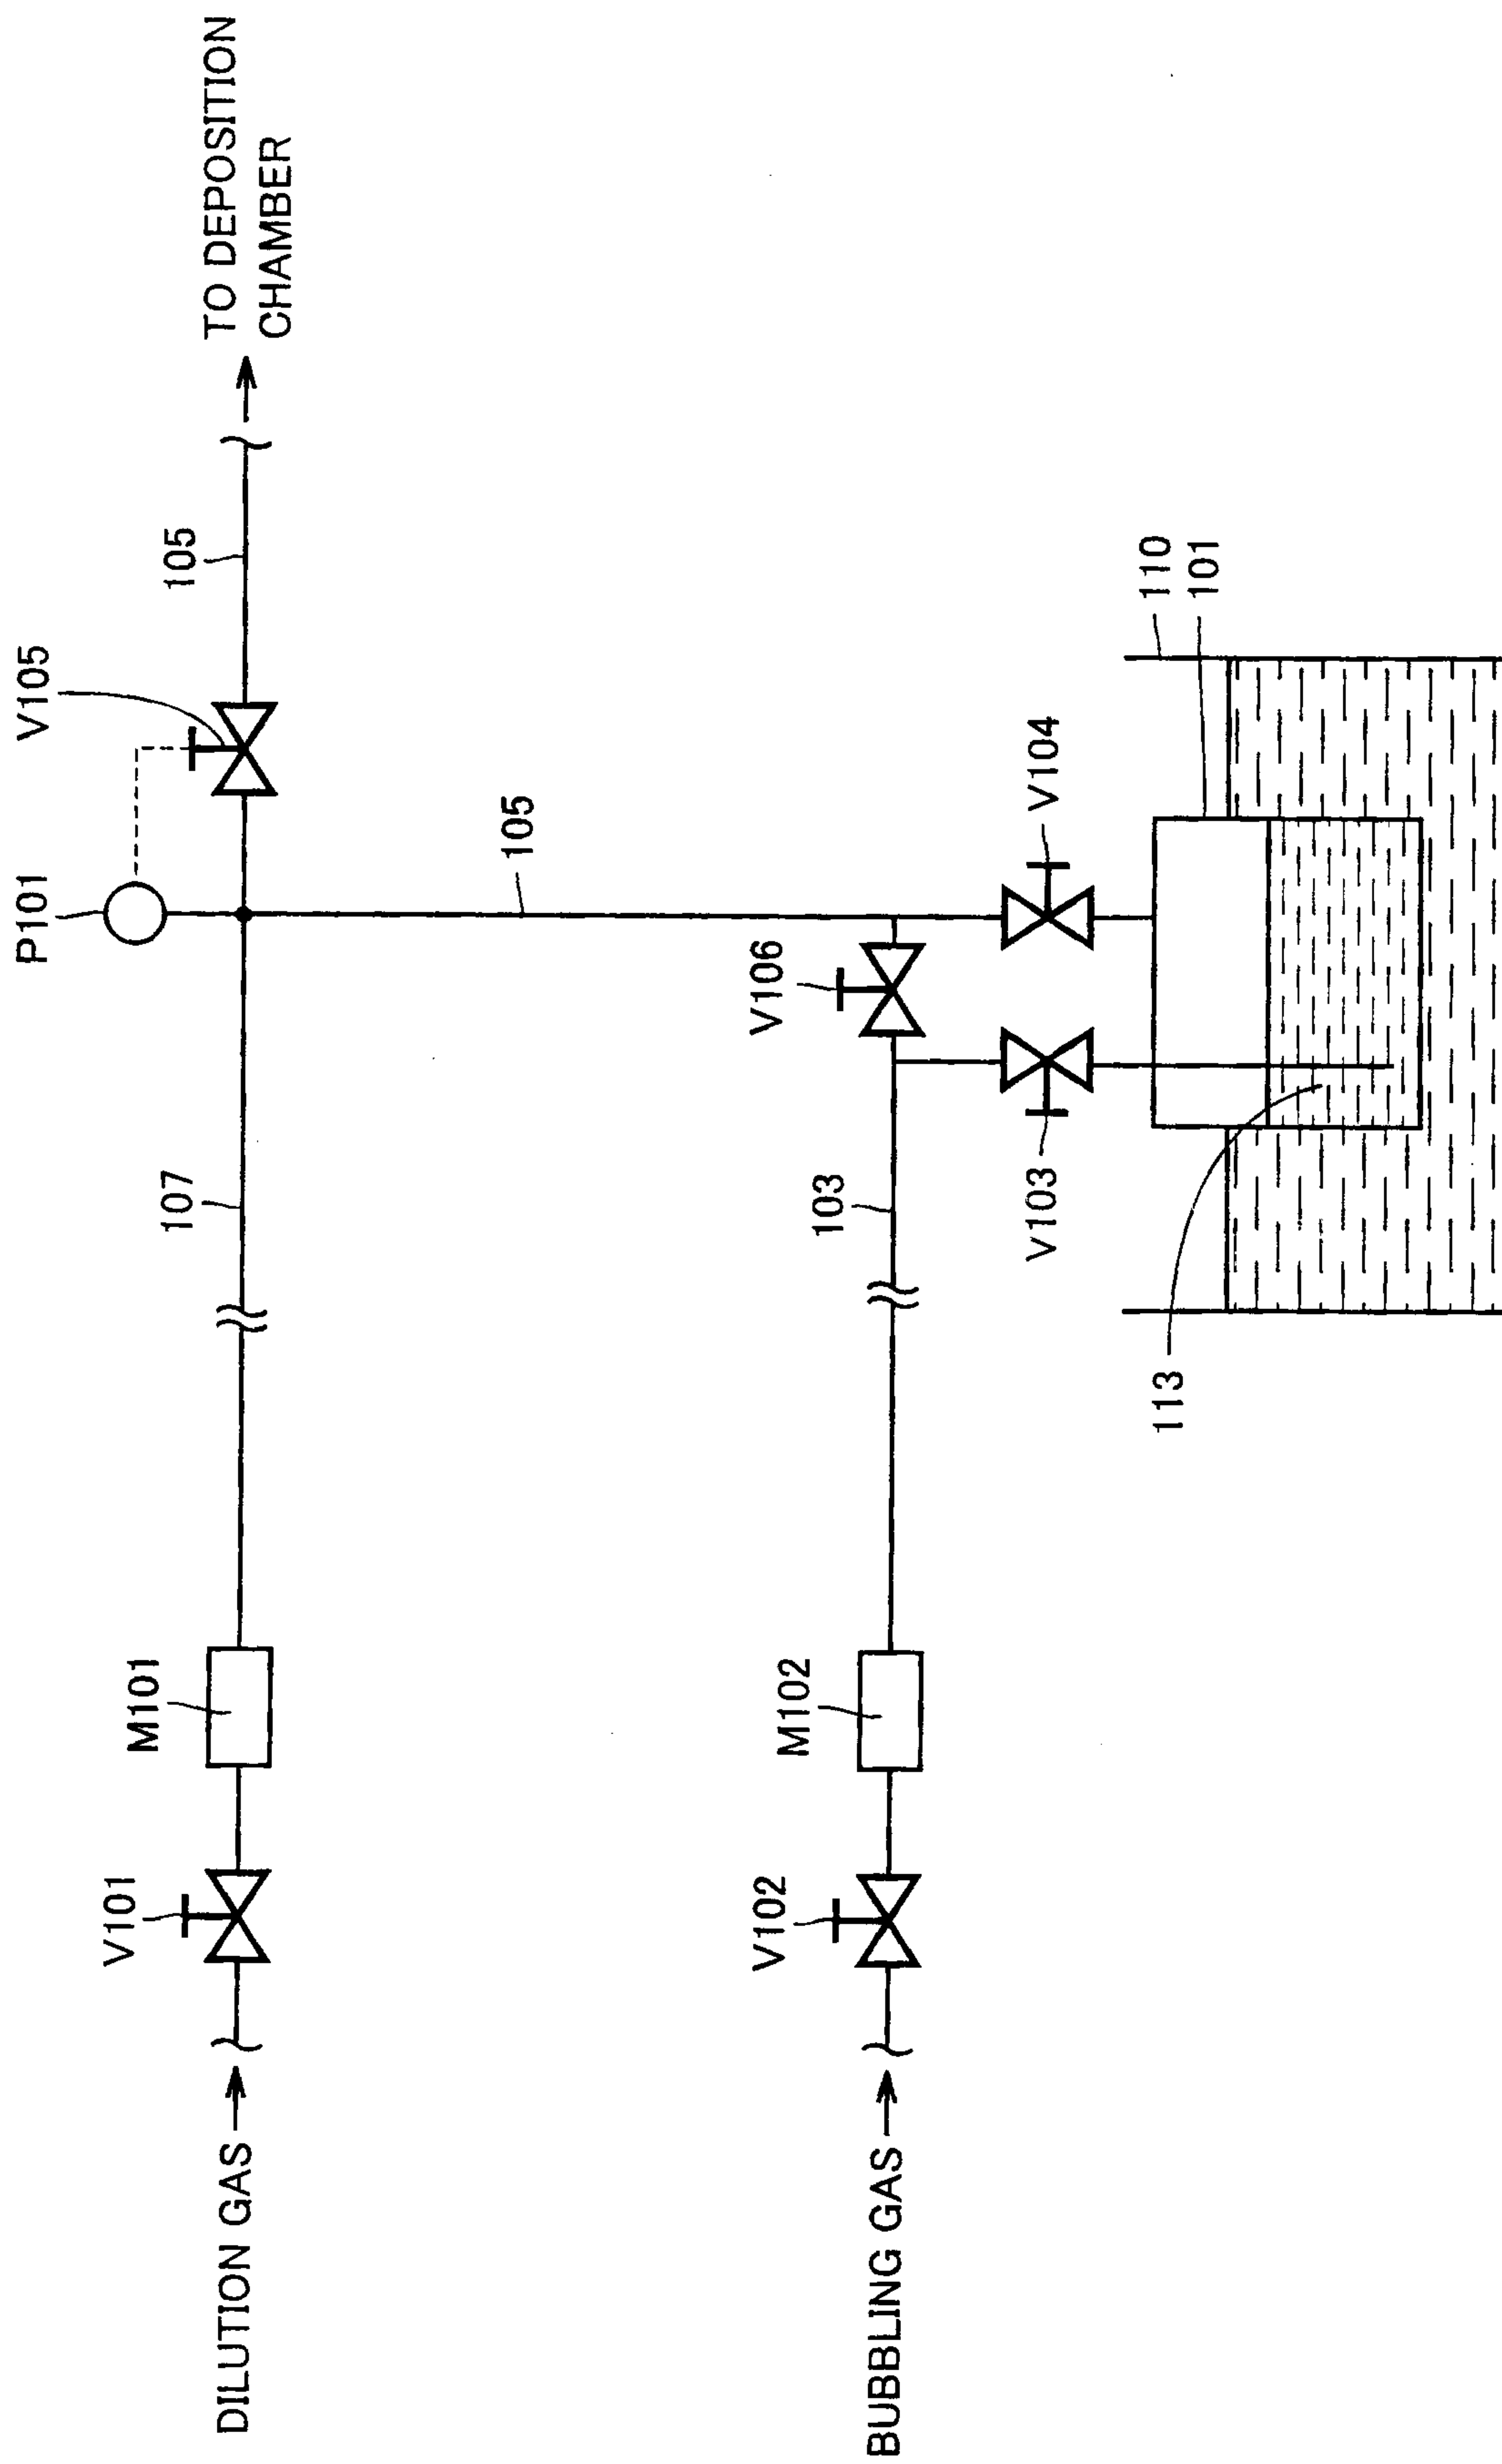 DILUTION GAS
V101
M101
107
P101
V105
105
TO DEPOSITION
CHAMBER
105
BUBBLING GAS
V102
M102
103
V106
V103
V104
113
110
101